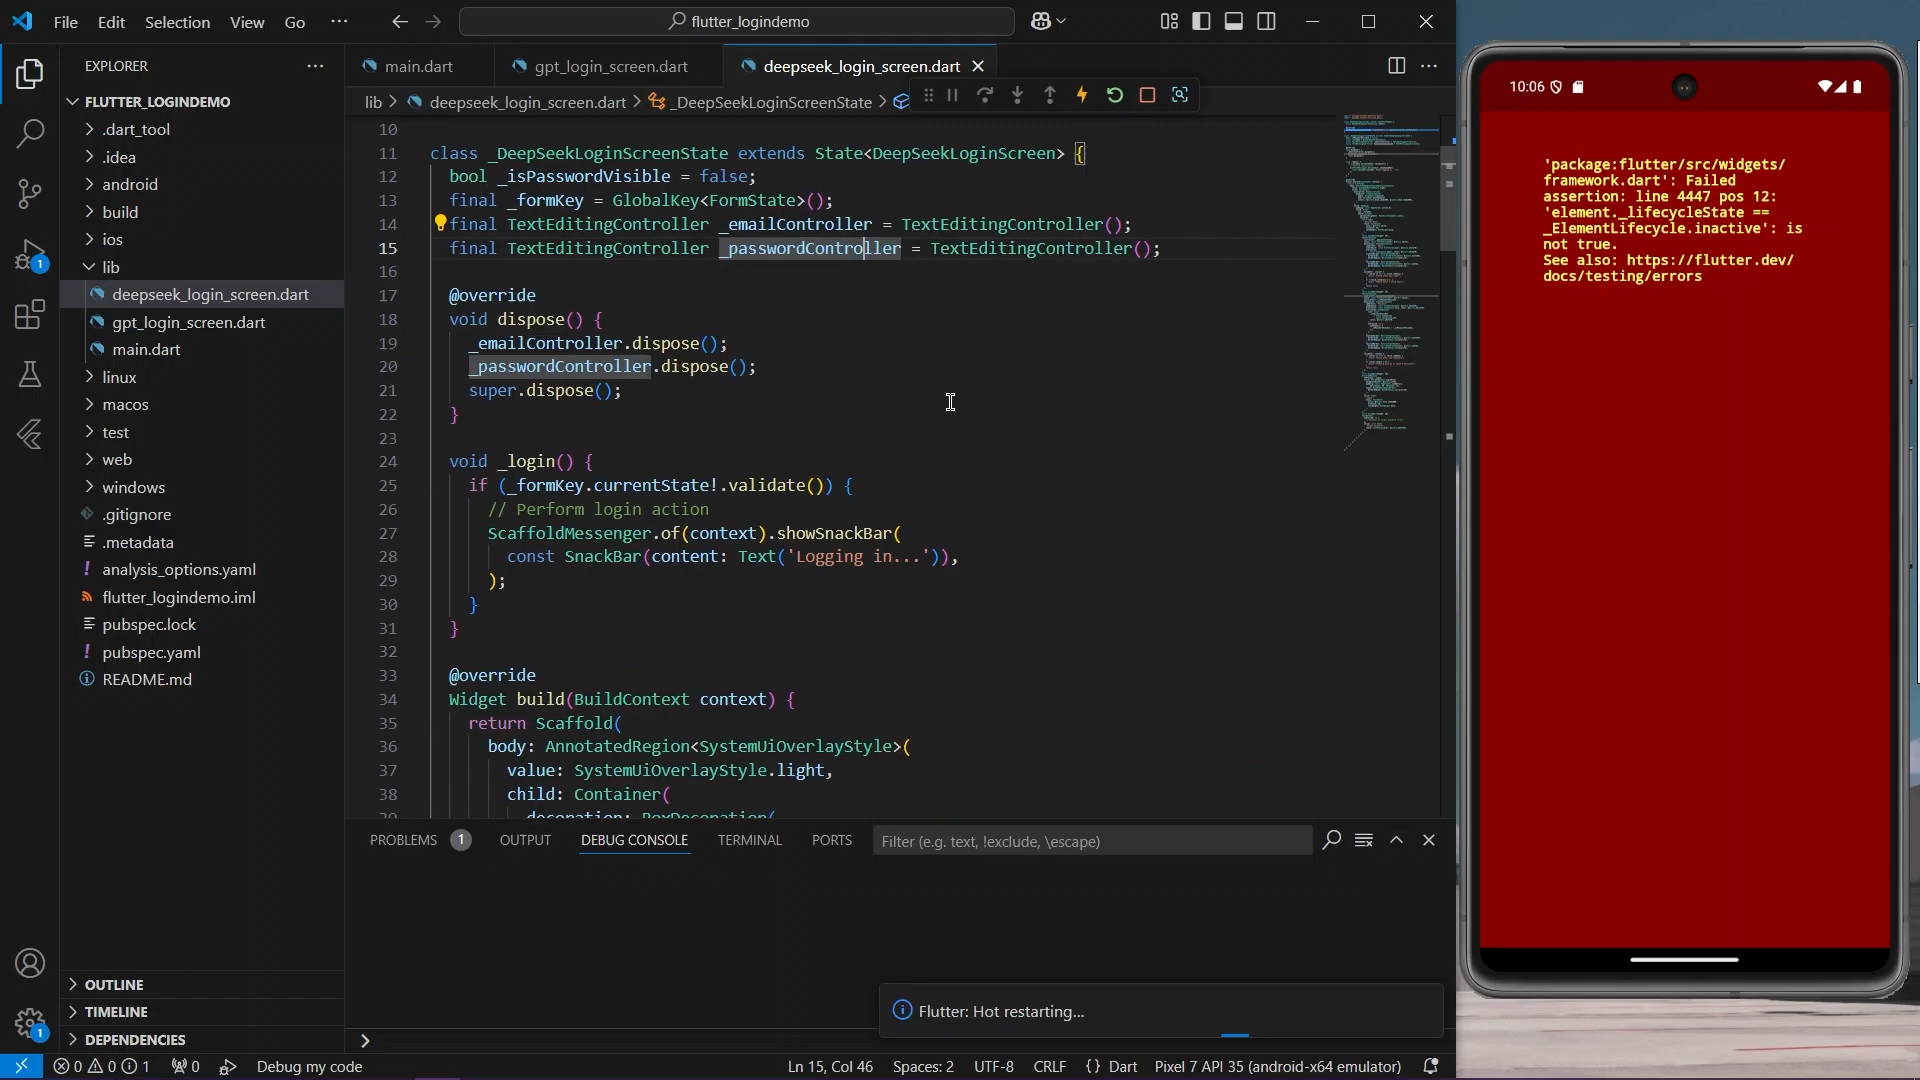 File Edit Selection View Go ···
flutter_logindemo
EXPLORER
FLUTTER_LOGINDEMO
.dart_tool
.idea
android
build
ios
lib
deepseek_login_screen.dart
gpt_login_screen.dart
main.dart
linux
macos
test
web
windows
.gitignore
.metadata
analysis_options.yaml
flutter_logindemo.iml
pubspec.lock
pubspec.yaml
README.md
OUTLINE
TIMELINE
DEPENDENCIES
1
1
main.dart gpt_login_screen.dart deepseek_login_screen.dart
lib > deepseek_login_screen.dart > _DeepSeekLoginScreenState >
10
11 class _DeepSeekLoginScreenState extends State<DeepSeekLoginScreen> {
12 bool _isPasswordVisible = false;
13 final _formKey = GlobalKey<FormState>();
14 final TextEditingController _emailController = TextEditingController();
15 final TextEditingController _passwordController = TextEditingController();
16
17 @override
18 void dispose() {
19 _emailController.dispose();
20 _passwordController.dispose();
21 super.dispose();
22 }
23
24 void _login() {
25 if (_formKey.currentState!.validate()) {
26 // Perform login action
27 ScaffoldMessenger.of(context).showSnackBar(
28 const SnackBar(content: Text('Logging in...')),
29 );
30 }
31 }
32
33 @override
34 Widget build(BuildContext context) {
35 return Scaffold(
36 body: AnnotatedRegion<SystemUiOverlayStyle>(
37 value: SystemUiOverlayStyle.light,
38 child: Container(
39 decoration: BoxDecoration(
PROBLEMS 1 OUTPUT DEBUG CONSOLE TERMINAL PORTS Filter (e.g. text, !exclude, \escape)
Flutter: Hot restarting...
0 0 1 0 Debug my code Ln 15, Col 46 Spaces: 2 UTF-8 CRLF {} Dart Pixel 7 API 35 (android-x64 emulator)
10:06
'package:flutter/src/widgets/
framework.dart': Failed
assertion: line 4447 pos 12:
'element._lifecycleState ==
_ElementLifecycle.inactive': is
not true.
See also: https://flutter.dev/
docs/testing/errors